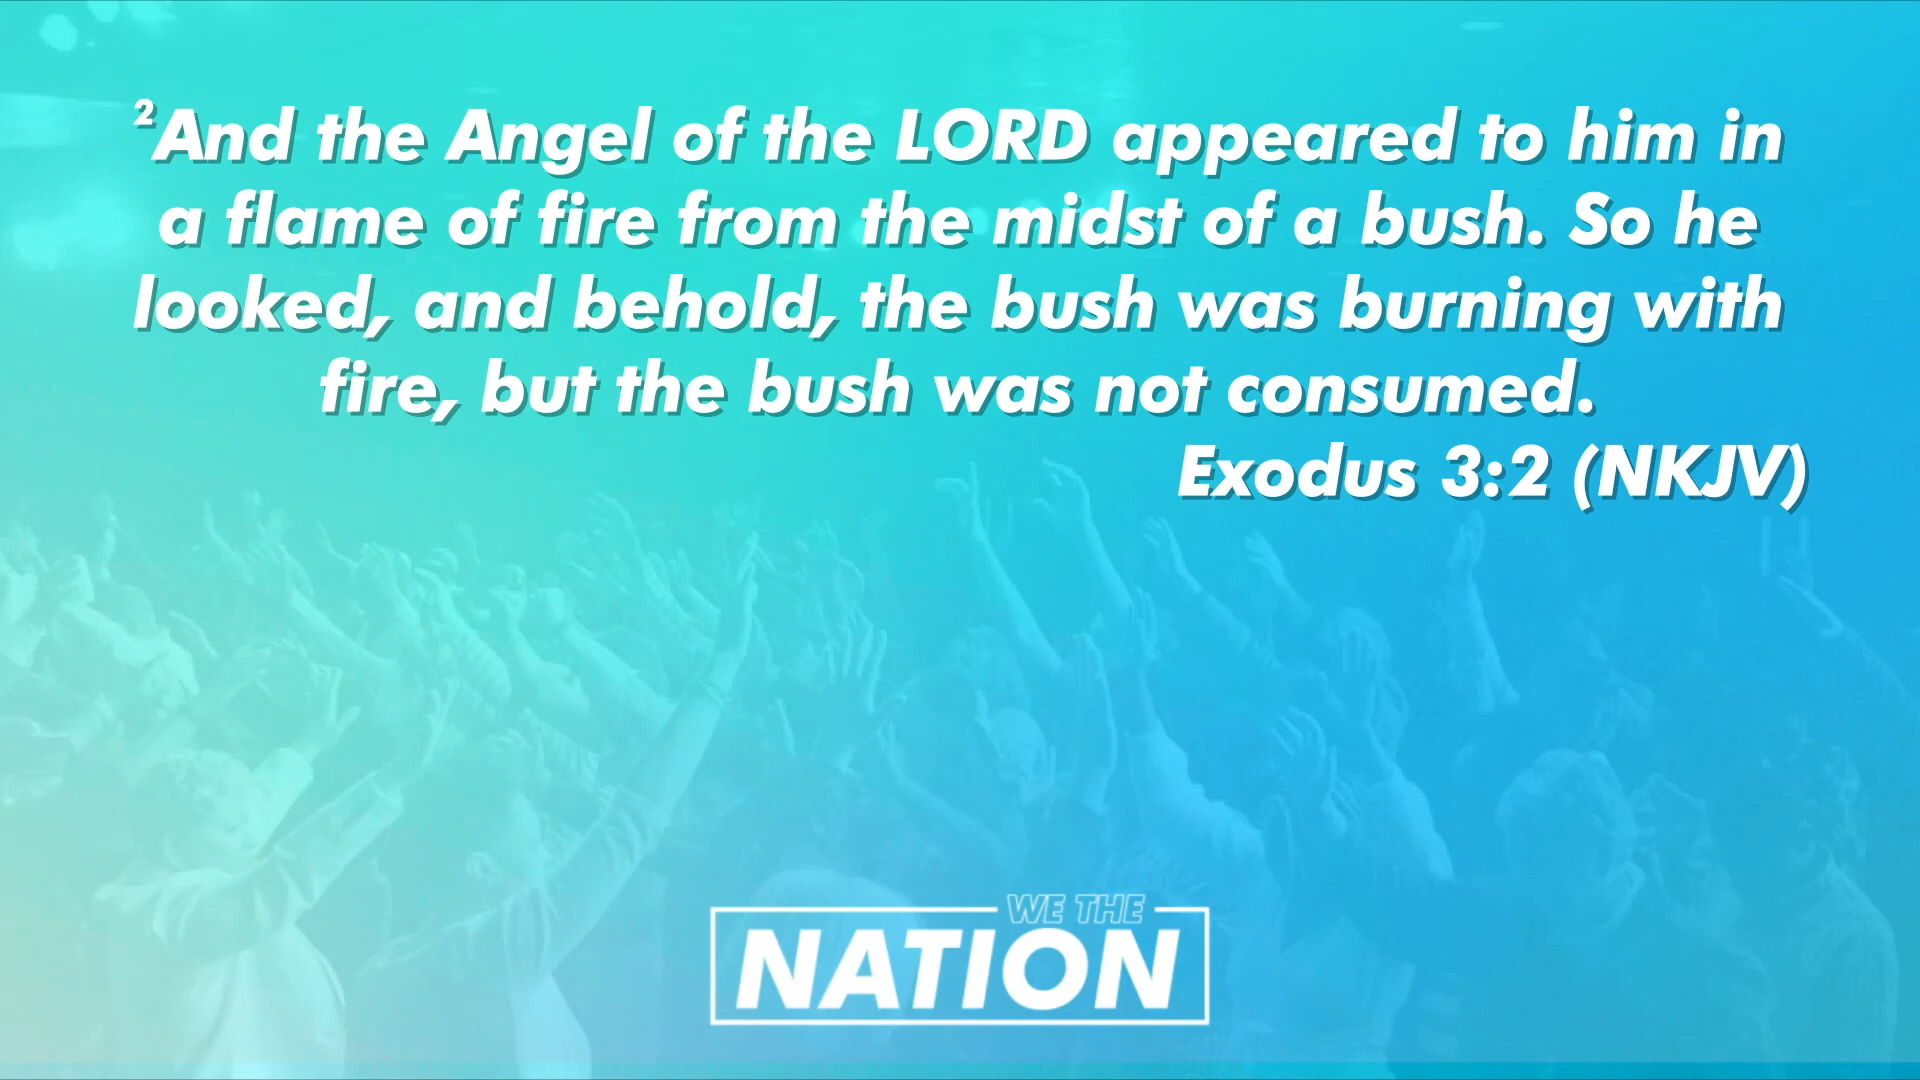 ²And the Angel of the LORD appeared to him in
a flame of fire from the midst of a bush. So he
looked, and behold, the bush was burning with
fire, but the bush was not consumed.
Exodus 3:2 (NKJV)
WE THE
NATION